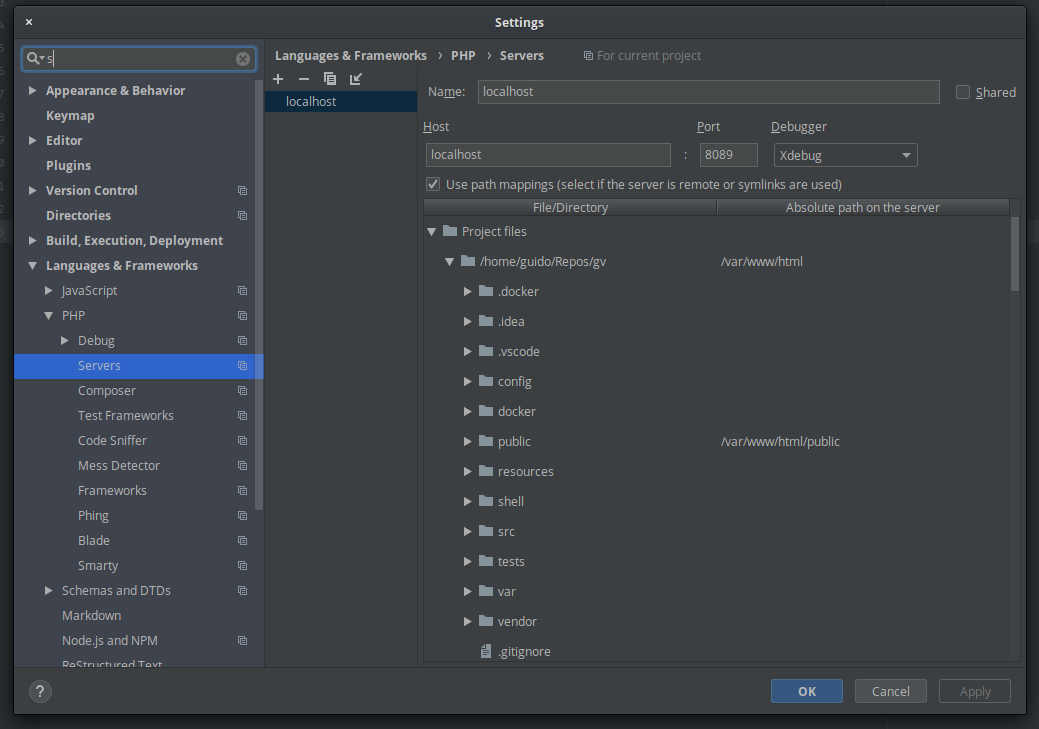 Settings
s
Appearance & Behavior
Keymap
Editor
Plugins
Version Control
Directories
Build, Execution, Deployment
Languages & Frameworks
JavaScript
PHP
Debug
Servers
Composer
Test Frameworks
Code Sniffer
Mess Detector
Frameworks
Phing
Blade
Smarty
Schemas and DTDs
Markdown
Node.js and NPM
ReStructured Text
Languages & Frameworks › PHP › Servers For current project
localhost
Name: localhost Shared
Host Port Debugger
localhost : 8089 Xdebug
Use path mappings (select if the server is remote or symlinks are used)
File/Directory Absolute path on the server
Project files
/home/guido/Repos/gv /var/www/html
.docker
.idea
.vscode
config
docker
public /var/www/html/public
resources
shell
src
tests
var
vendor
.gitignore
? OK Cancel Apply